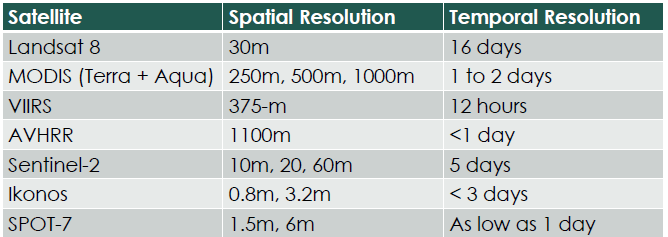 Satellite Spatial Resolution Temporal Resolution
Landsat 8 30m 16 days
MODIS (Terra + Aqua) 250m, 500m, 1000m 1 to 2 days
VIIRS 375-m 12 hours
AVHRR 1100m <1 day
Sentinel-2 10m, 20, 60m 5 days
Ikonos 0.8m, 3.2m < 3 days
SPOT-7 1.5m, 6m As low as 1 day